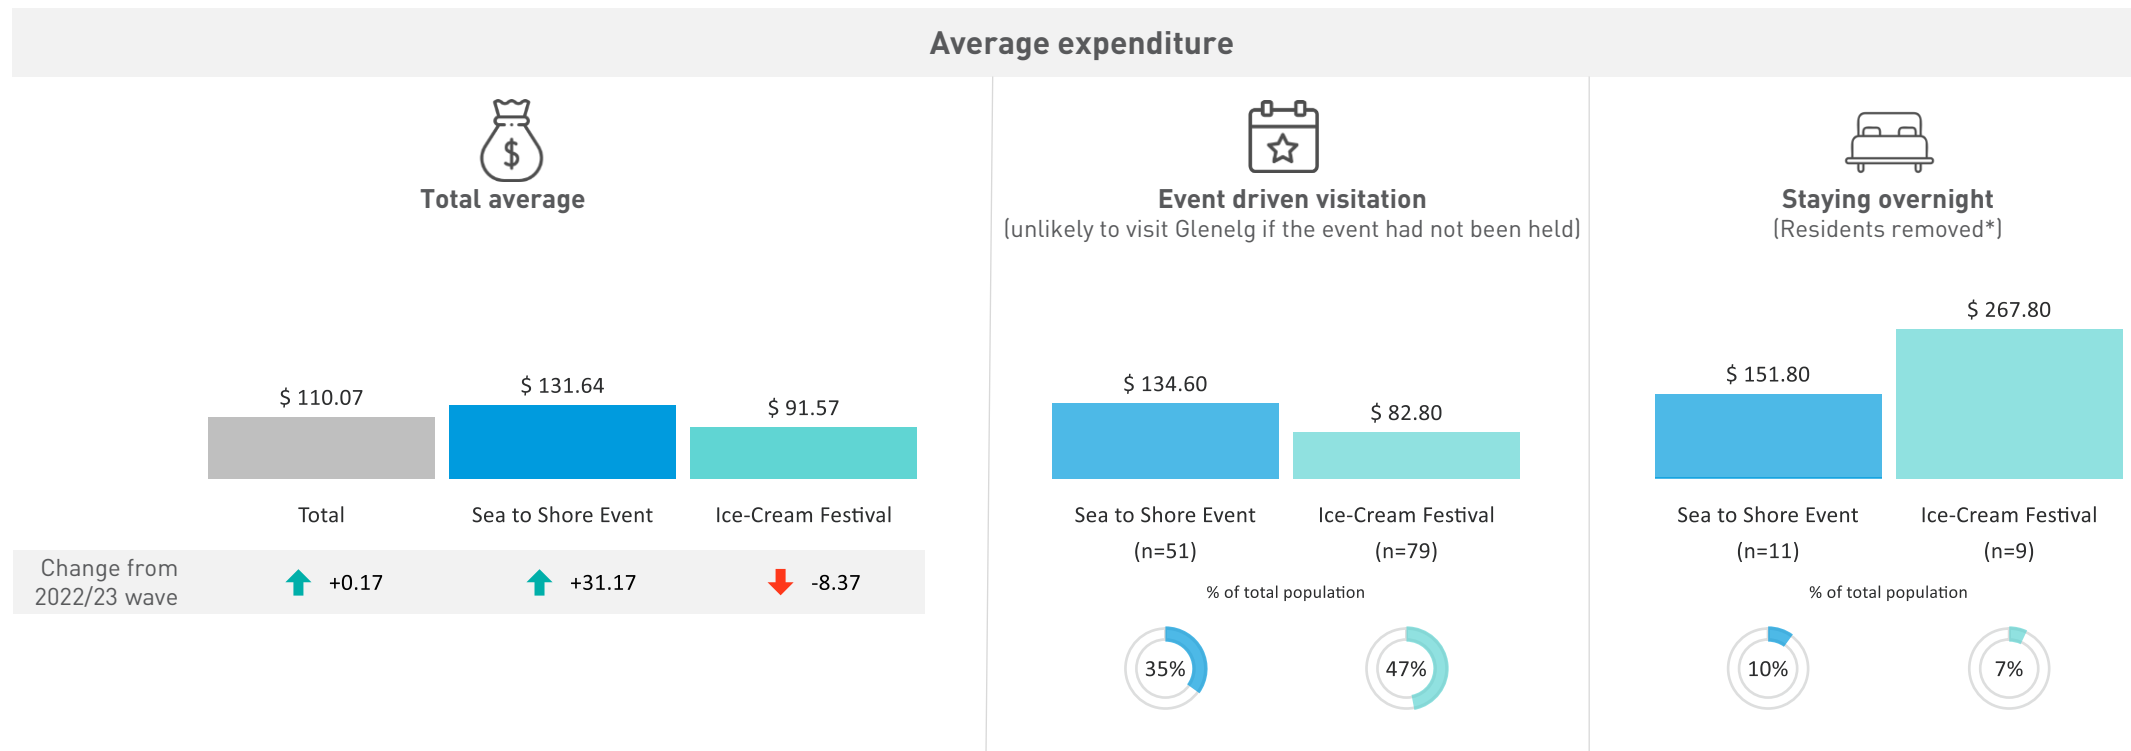 Average expenditure
$
Total average
$ 110.07
$ 131.64
$ 91.57
Total
Sea to Shore Event
Ice-Cream Festival
Change from
2022/23 wave
+0.17
+31.17
-8.37
Event driven visitation
(unlikely to visit Glenelg if the event had not been held)
$ 134.60
$ 82.80
Sea to Shore Event
(n=51)
Ice-Cream Festival
(n=79)
% of total population
35%
47%
Staying overnight
(Residents removed*)
$ 151.80
$ 267.80
Sea to Shore Event
(n=11)
Ice-Cream Festival
(n=9)
% of total population
10%
7%